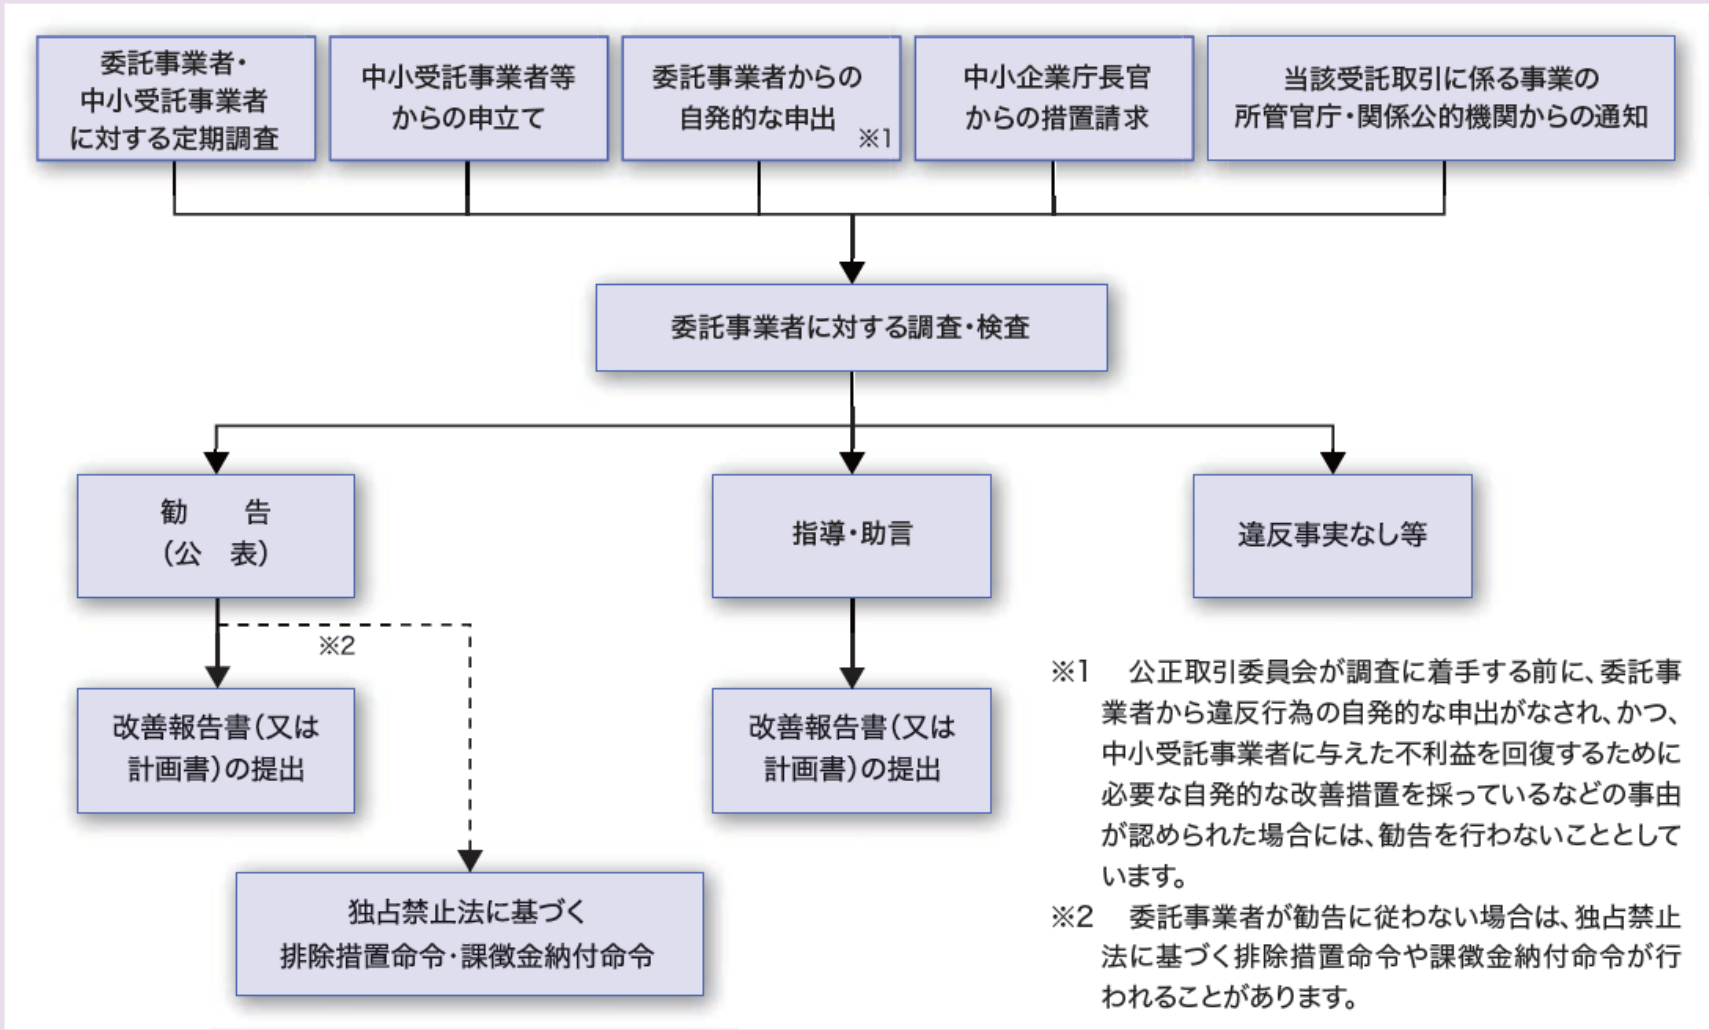 委託事業者・
中小受託事業者
に対する定期調査
中小受託事業者等
からの申立て
委託事業者からの
自発的な申出
※1
中小企業庁長官
からの措置請求
当該受託取引に係る事業の
所管官庁・関係公的機関からの通知
委託事業者に対する調査・検査
勧　　告
（公　表）
指導・助言
違反事実なし等
※2
改善報告書（又は
計画書）の提出
改善報告書（又は
計画書）の提出
独占禁止法に基づく
排除措置命令・課徴金納付命令
※1　公正取引委員会が調査に着手する前に、委託事
業者から違反行為の自発的な申出がなされ、かつ、
中小受託事業者に与えた不利益を回復するために
必要な自発的な改善措置を採っているなどの事由
が認められた場合には、勧告を行わないこととして
います。
※2　委託事業者が勧告に従わない場合は、独占禁止
法に基づく排除措置命令や課徴金納付命令が行
われることがあります。